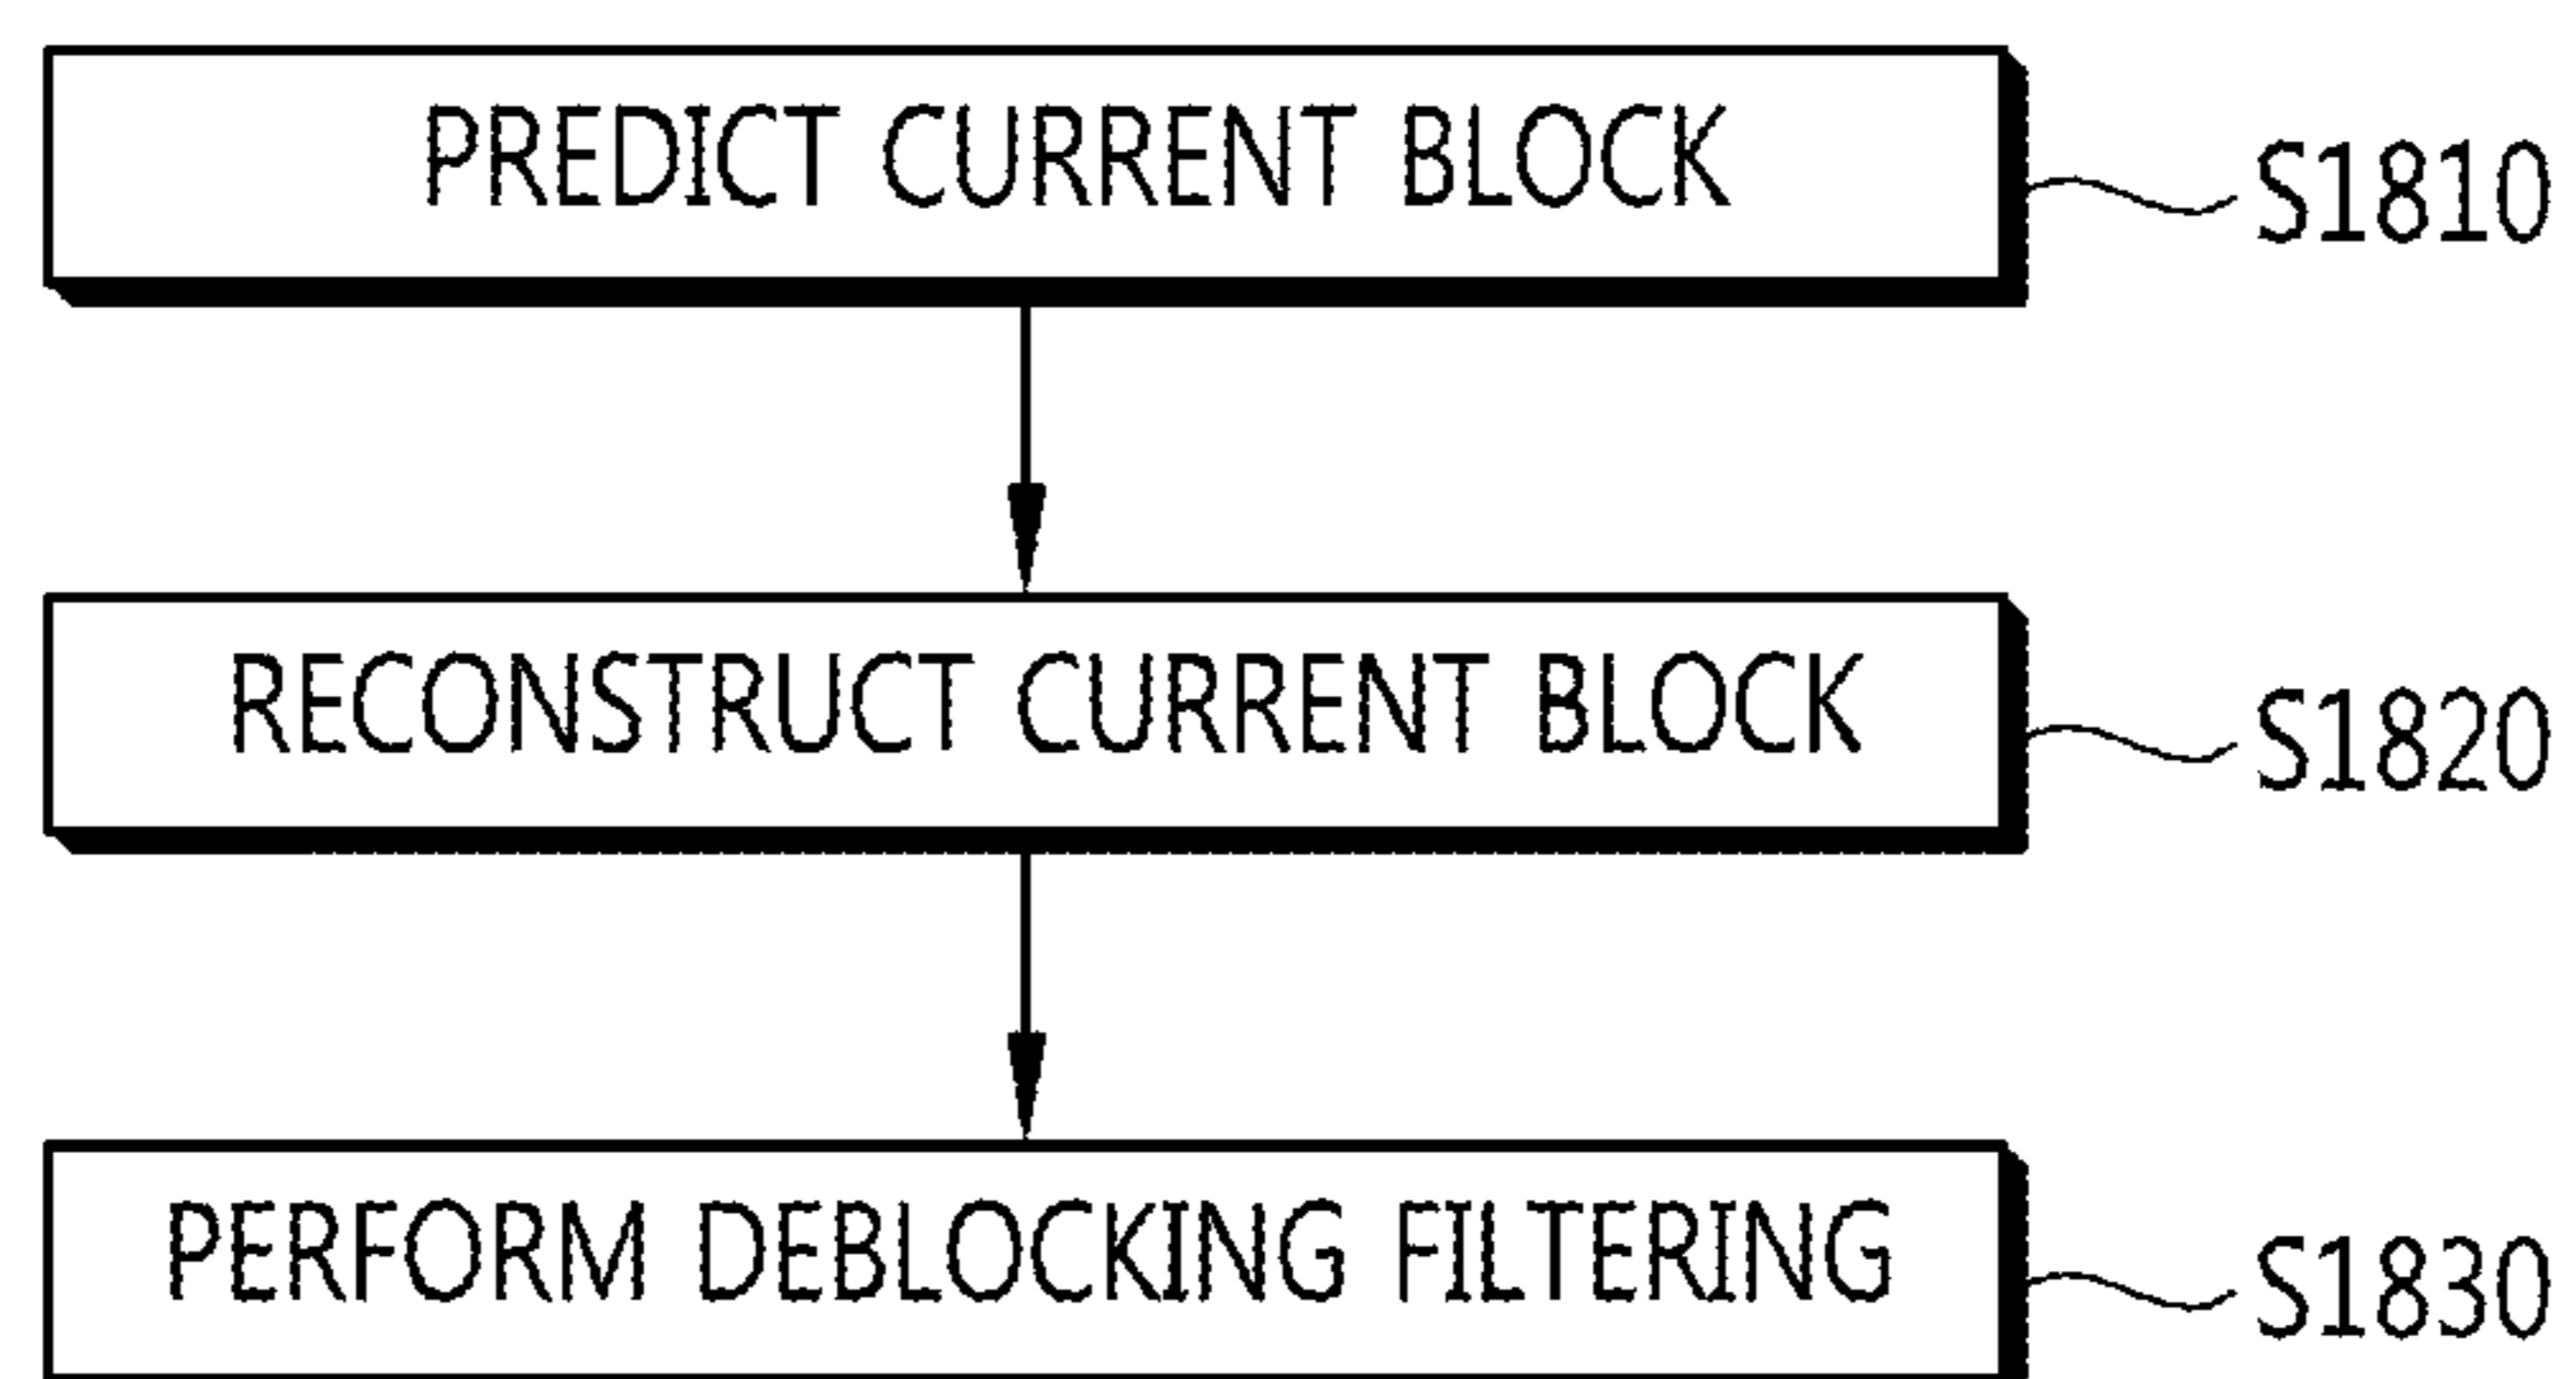 PREDICT CURRENT BLOCK
S1810
RECONSTRUCT CURRENT BLOCK
S1820
PERFORM DEBLOCKING FILTERING
S1830